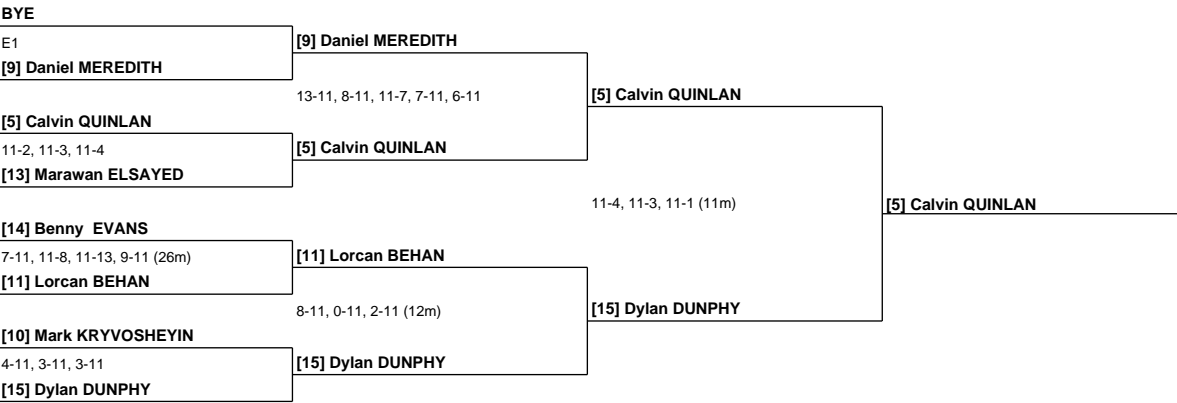 BYE
E1
[9] Daniel MEREDITH
[9] Daniel MEREDITH
13-11, 8-11, 11-7, 7-11, 6-11
[5] Calvin QUINLAN
[5] Calvin QUINLAN
11-2, 11-3, 11-4
[5] Calvin QUINLAN
[13] Marawan ELSAYED
11-4, 11-3, 11-1 (11m)
[5] Calvin QUINLAN
[14] Benny  EVANS
7-11, 11-8, 11-13, 9-11 (26m)
[11] Lorcan BEHAN
[11] Lorcan BEHAN
8-11, 0-11, 2-11 (12m)
[15] Dylan DUNPHY
[10] Mark KRYVOSHEYIN
4-11, 3-11, 3-11
[15] Dylan DUNPHY
[15] Dylan DUNPHY